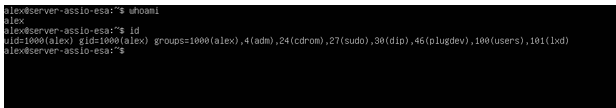 alex@server-assio-esa:~$ whoami
alex
alex@server-assio-esa:~$ id
uid=1000(alex) gid=1000(alex) groups=1000(alex),4(adm),24(cdrom),27(sudo),30(dip),46(plugdev),100(users),101(lxd)
alex@server-assio-esa:~$